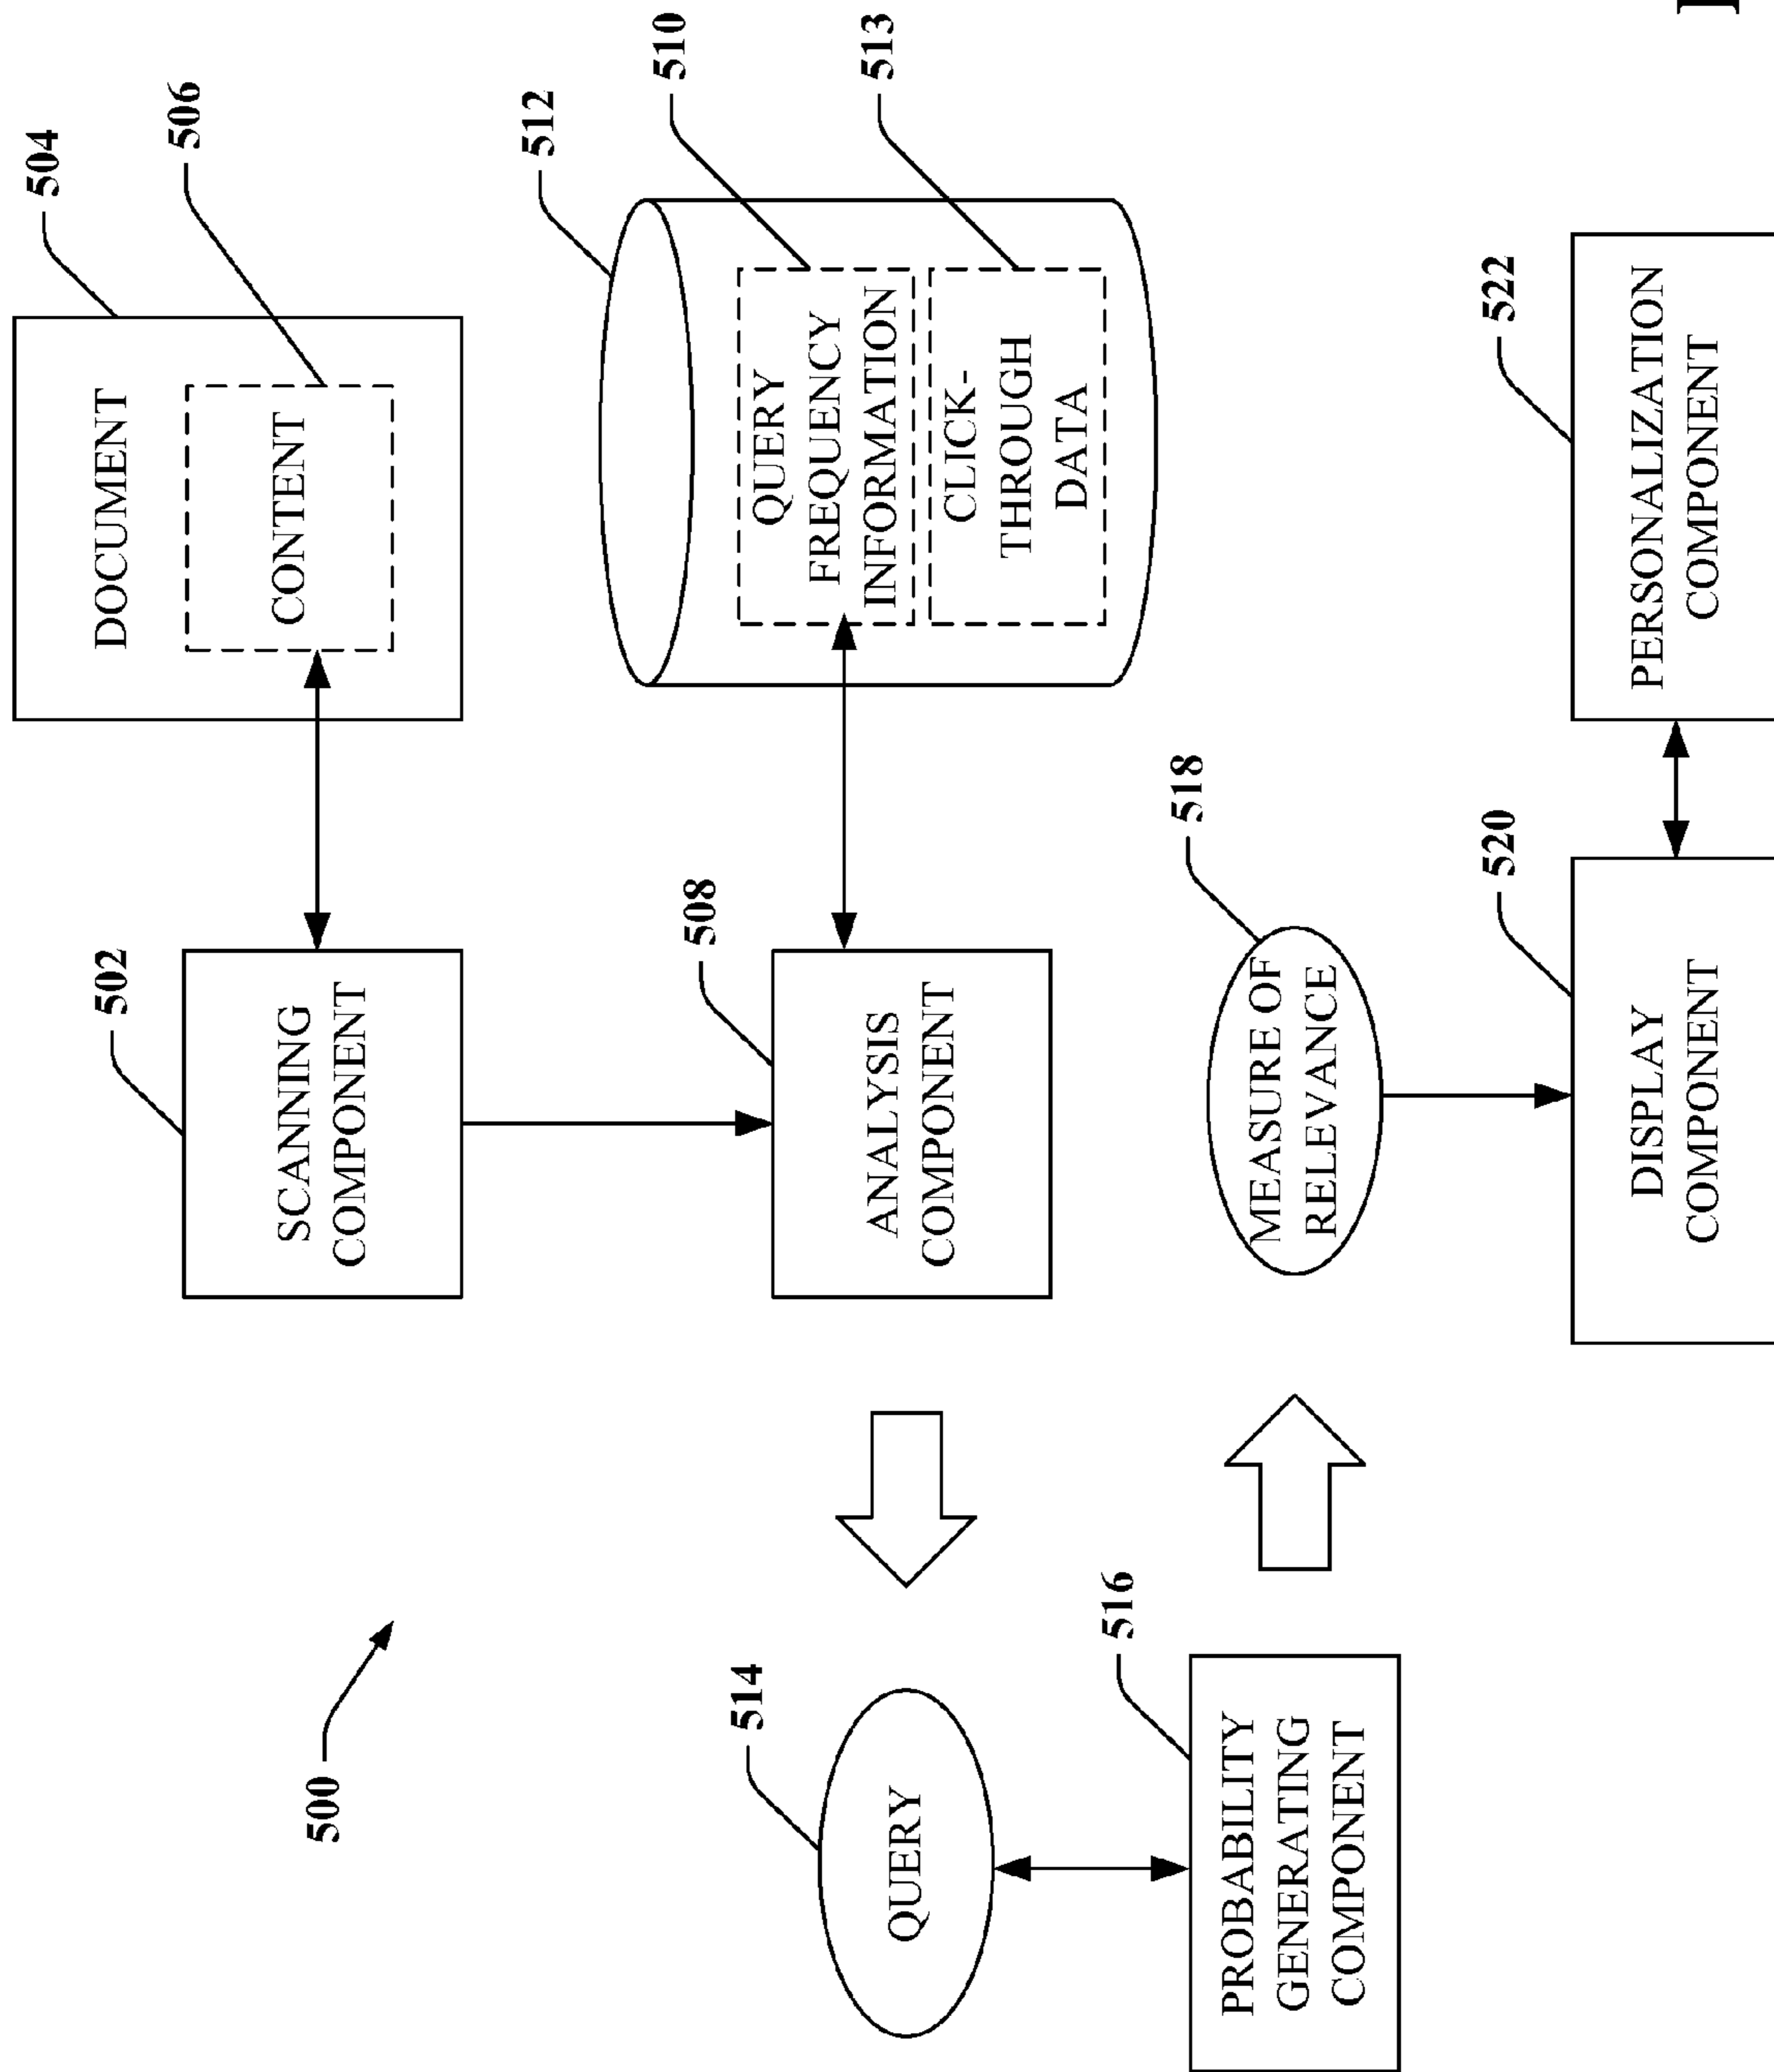 500
502
SCANNING
COMPONENT
504
DOCUMENT
506
CONTENT
512
510
513
QUERY
FREQUENCY
INFORMATION
CLICK-
THROUGH
DATA
508
ANALYSIS
COMPONENT
514
QUERY
516
PROBABILITY
GENERATING
COMPONENT
518
MEASURE OF
RELEVANCE
520
DISPLAY
COMPONENT
522
PERSONALIZATION
COMPONENT